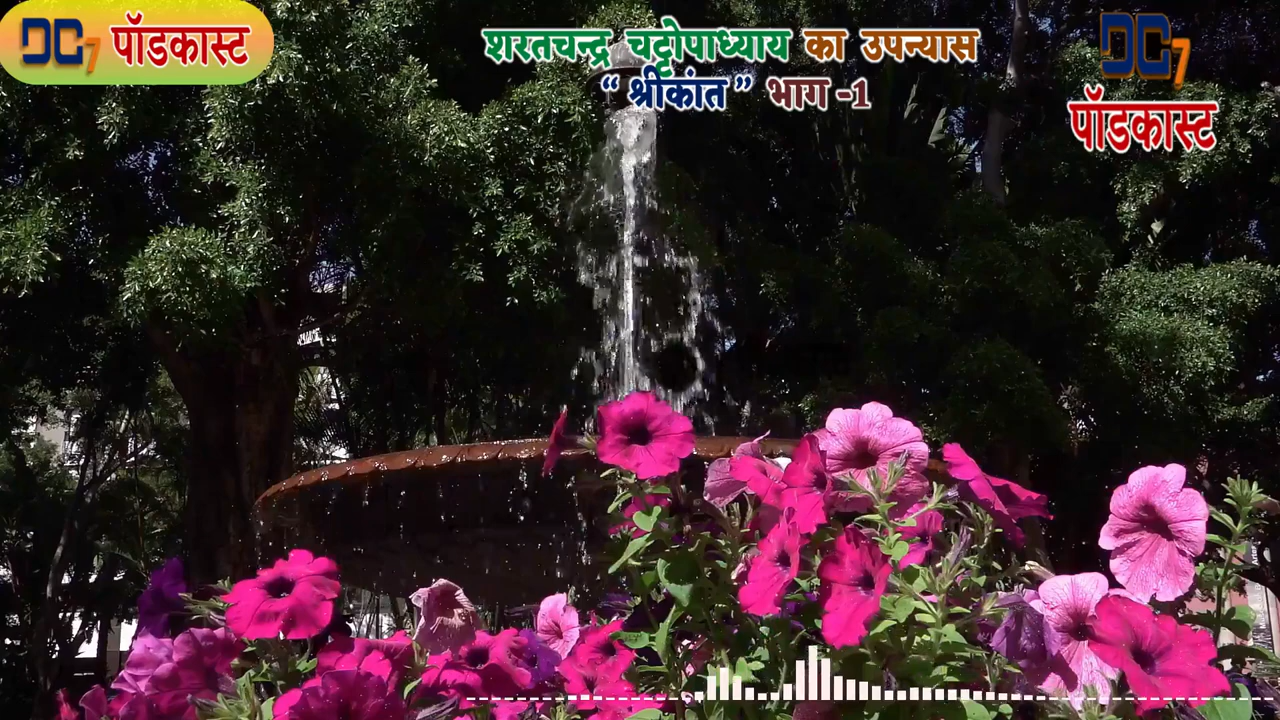 DC7 पॉडकास्ट
शरतचन्द्र चट्टोपाध्याय का उपन्यास
“ श्रीकांत ” भाग -1
DC7
पॉडकास्ट